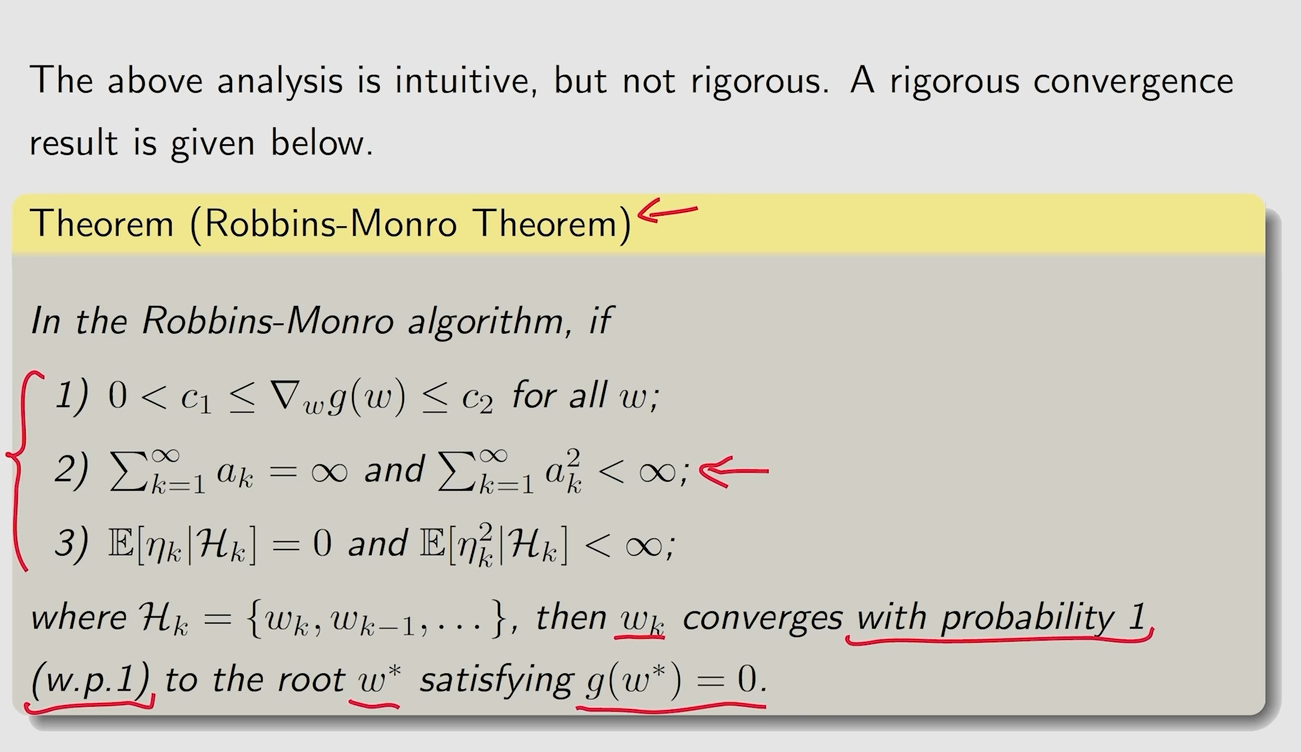 The above analysis is intuitive, but not rigorous. A rigorous convergence
result is given below.
Theorem (Robbins-Monro Theorem)
In the Robbins-Monro algorithm, if
1) $0 < c_1 \leq \nabla_w g(w) \leq c_2$ for all $w$;
2) $\sum_{k=1}^{\infty} a_k = \infty$ and $\sum_{k=1}^{\infty} a_k^2 < \infty$;
3) $\mathbb{E}[\eta_k|\mathcal{H}_k] = 0$ and $\mathbb{E}[\eta_k^2|\mathcal{H}_k] < \infty$;
where $\mathcal{H}_k = \{w_k, w_{k-1}, \ldots\}$, then $w_k$ converges with probability 1
(w.p.1) to the root $w^*$ satisfying $g(w^*) = 0$.